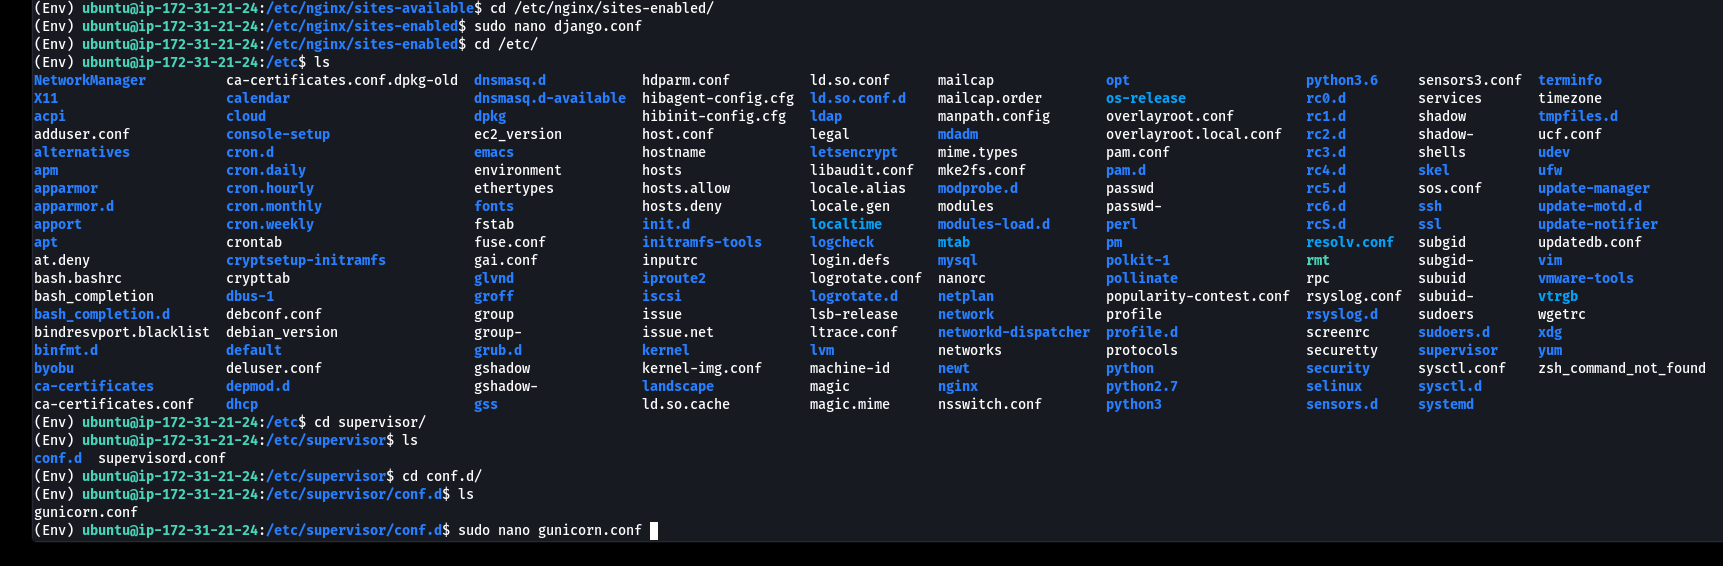 (Env) ubuntu@ip-172-31-21-24:/etc/nginx/sites-available$ cd /etc/nginx/sites-enabled/
(Env) ubuntu@ip-172-31-21-24:/etc/nginx/sites-enabled$ sudo nano django.conf
(Env) ubuntu@ip-172-31-21-24:/etc/nginx/sites-enabled$ cd /etc/
(Env) ubuntu@ip-172-31-21-24:/etc$ ls
NetworkManager ca-certificates.conf.dpkg-old dnsmasq.d hdparm.conf ld.so.conf mailcap opt python3.6 sensors3.conf terminfo
X11 calendar dnsmasq.d-available hibagent-config.cfg ld.so.conf.d mailcap.order os-release rc0.d services timezone
acpi cloud dpkg hibinit-config.cfg ldap manpath.config overlayroot.conf rc1.d shadow tmpfiles.d
adduser.conf console-setup ec2_version host.conf legal mdadm overlayroot.local.conf rc2.d shadow- ucf.conf
alternatives cron.d emacs hostname letsencrypt mime.types pam.conf rc3.d shells udev
apm cron.daily environment hosts libaudit.conf mke2fs.conf pam.d rc4.d skel ufw
apparmor cron.hourly ethertypes hosts.allow locale.alias modprobe.d passwd rc5.d sos.conf update-manager
apparmor.d cron.monthly fonts hosts.deny locale.gen modules passwd- rc6.d ssh update-motd.d
apport cron.weekly fstab init.d localtime modules-load.d perl rcS.d ssl update-notifier
apt crontab fuse.conf initramfs-tools logcheck mtab pm resolv.conf subgid updatedb.conf
at.deny cryptsetup-initramfs gai.conf inputrc login.defs mysql polkit-1 rmt subgid- vim
bash.bashrc crypttab glvnd iproute2 logrotate.conf nanorc pollinate rpc subuid vmware-tools
bash_completion dbus-1 groff iscsi logrotate.d netplan popularity-contest.conf rsyslog.conf subuid- vtrgb
bash_completion.d debconf.conf group issue lsb-release network profile rsyslog.d sudoers wgetrc
bindresvport.blacklist debian_version group- issue.net ltrace.conf networkd-dispatcher profile.d screenrc sudoers.d xdg
binfmt.d default grub.d kernel lvm networks protocols securetty supervisor yum
byobu deluser.conf gshadow kernel-img.conf machine-id newt python security sysctl.conf zsh_command_not_found
ca-certificates depmod.d gshadow- landscape magic nginx python2.7 selinux sysctl.d
ca-certificates.conf dhcp gss ld.so.cache magic.mime nsswitch.conf python3 sensors.d systemd
(Env) ubuntu@ip-172-31-21-24:/etc$ cd supervisor/
(Env) ubuntu@ip-172-31-21-24:/etc/supervisor$ ls
conf.d supervisord.conf
(Env) ubuntu@ip-172-31-21-24:/etc/supervisor$ cd conf.d/
(Env) ubuntu@ip-172-31-21-24:/etc/supervisor/conf.d$ ls
gunicorn.conf
(Env) ubuntu@ip-172-31-21-24:/etc/supervisor/conf.d$ sudo nano gunicorn.conf